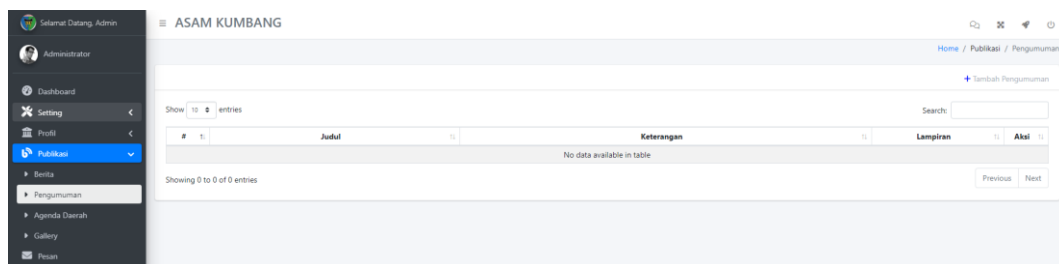 Selamat Datang, Admin
ASAM KUMBANG
Administrator
Home / Publikasi / Pengumuman
Tambah Pengumuman
Dashboard
Setting
Profil
Publikasi
Berita
Pengumuman
Agenda Daerah
Gallery
Pesan
Show 10 entries
Search:
# Judul Keterangan Lampiran Aksi
No data available in table
Showing 0 to 0 of 0 entries
Previous Next